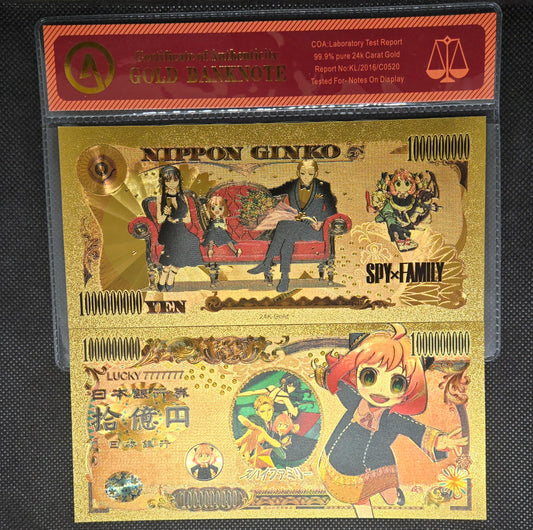 Certificate of Authenticity
GOLD BANKNOTE
COA:Laboratory Test Report
99.9% pure 24k Carat Gold
Report No:KL/2016/C0520
Tested For-Notes On Display
NIPPON GINKO
1000000000
SPY×FAMILY
1000000000 YEN
24K Gold
1000000000
1000000000
LUCKY 7777777
日本銀行券
拾億円
日本銀行
スパイファミリー
1000000000